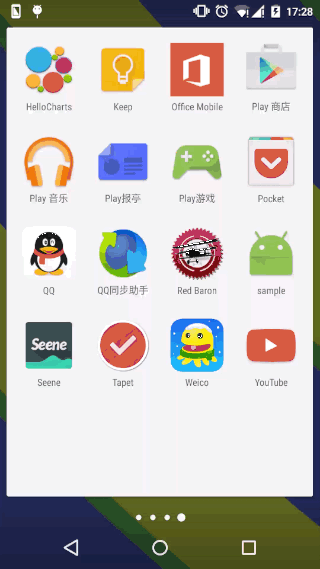 17:28
HelloCharts
Keep
Office Mobile
Play 商店
Play 音乐
Play报亭
Play游戏
Pocket
QQ
QQ同步助手
Red Baron
sample
Seene
Seene
Tapet
Weico
YouTube